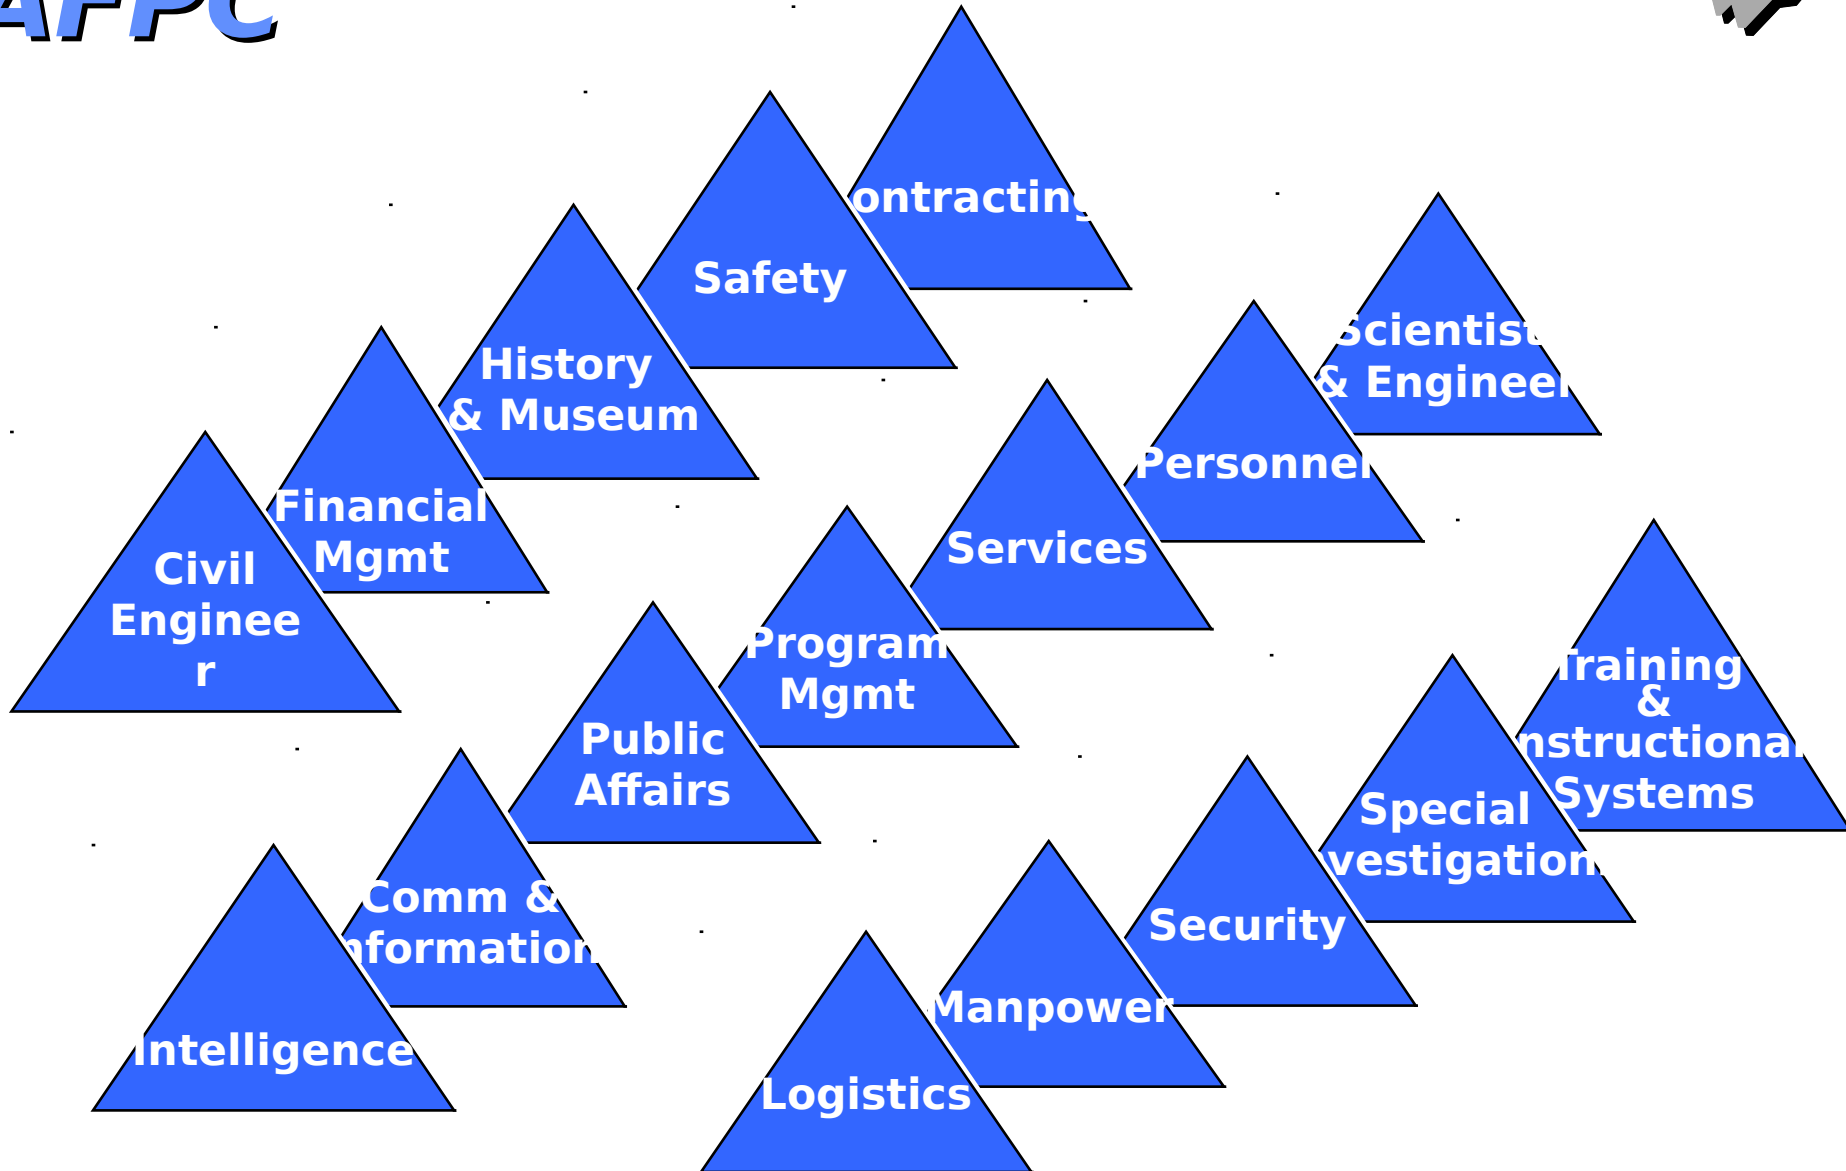 AFPC
ontracting
Safety
Scientist
& Engineer
History
& Museum
Personnel
Financial
Mgmt
Services
Civil
Enginee
r
Program
Mgmt
Training
&
nstructional
Systems
Public
Affairs
Special
nvestigation
Comm &
nformation
Security
Manpower
Intelligence
Logistics